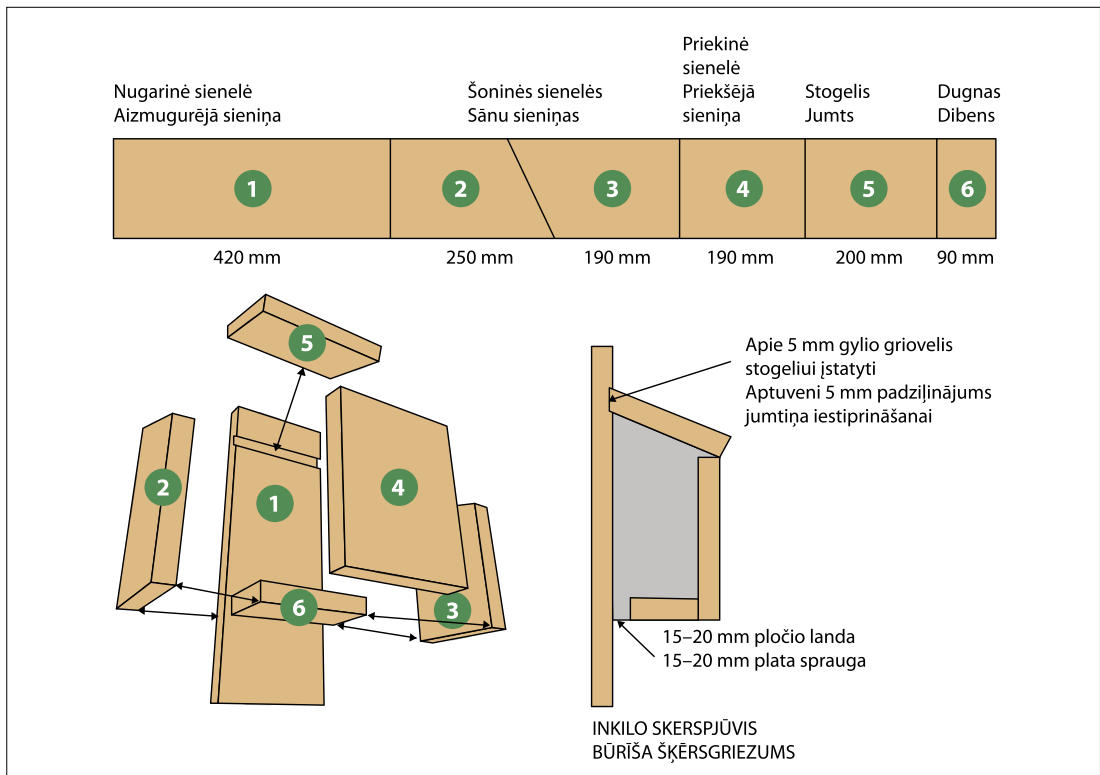 Nugarinė sienelė
Aizmugurējā sieniņa
Šoninės sienelės
Sānu sieniņas
Priekinė
sienelė
Priekšējā
sieniņa
Stogelis
Jumts
Dugnas
Dibens
1
2
3
4
5
6
420 mm
250 mm
190 mm
190 mm
200 mm
90 mm
5
2
1
4
6
3
Apie 5 mm gylio griovelis
stogeliui įstatyti
Aptuveni 5 mm padziļinājums
jumtiņa iestiprināšanai
15–20 mm pločio landa
15–20 mm plata sprauga
INKILO SKERSPJŪVIS
BŪRĪŠA ŠĶĒRSGRIEZUMS